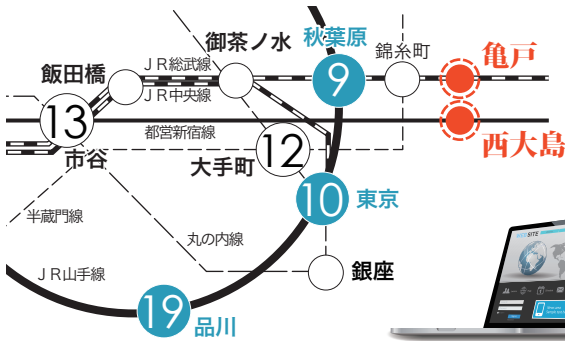 秋葉原
御茶ノ水
亀戸
錦糸町
飯田橋
JR総武線
9
JR中央線
13
都営新宿線
12
西大島
市谷
大手町
10
東京
半蔵門線
丸の内線
銀座
JR山手線
19
品川
WEBSITE